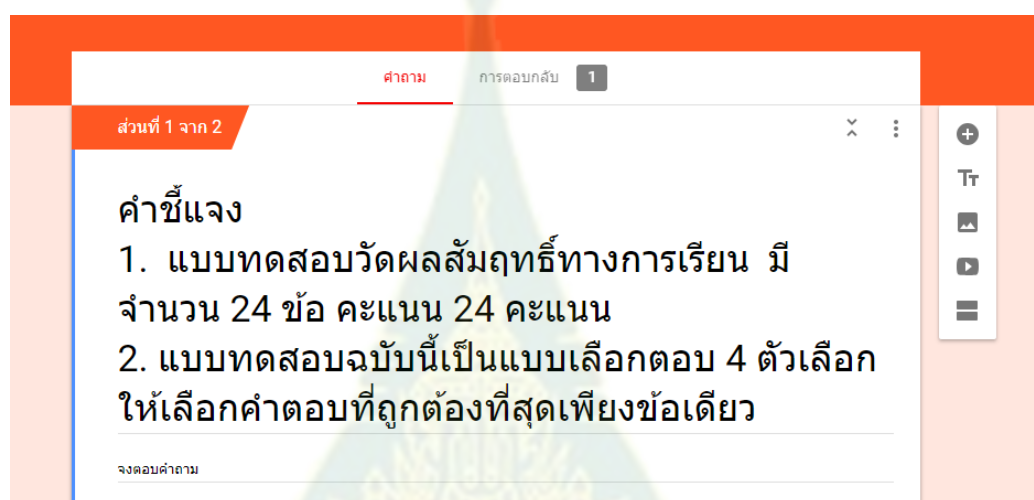 คำถาม การตอบกลับ 1
ส่วนที่ 1 จาก 2
คำชี้แจง
1. แบบทดสอบวัดผลสัมฤทธิ์ทางการเรียน มี
จำนวน 24 ข้อ คะแนน 24 คะแนน
2. แบบทดสอบฉบับนี้เป็นแบบเลือกตอบ 4 ตัวเลือก
ให้เลือกคำตอบที่ถูกต้องที่สุดเพียงข้อเดียว
จงตอบคำถาม